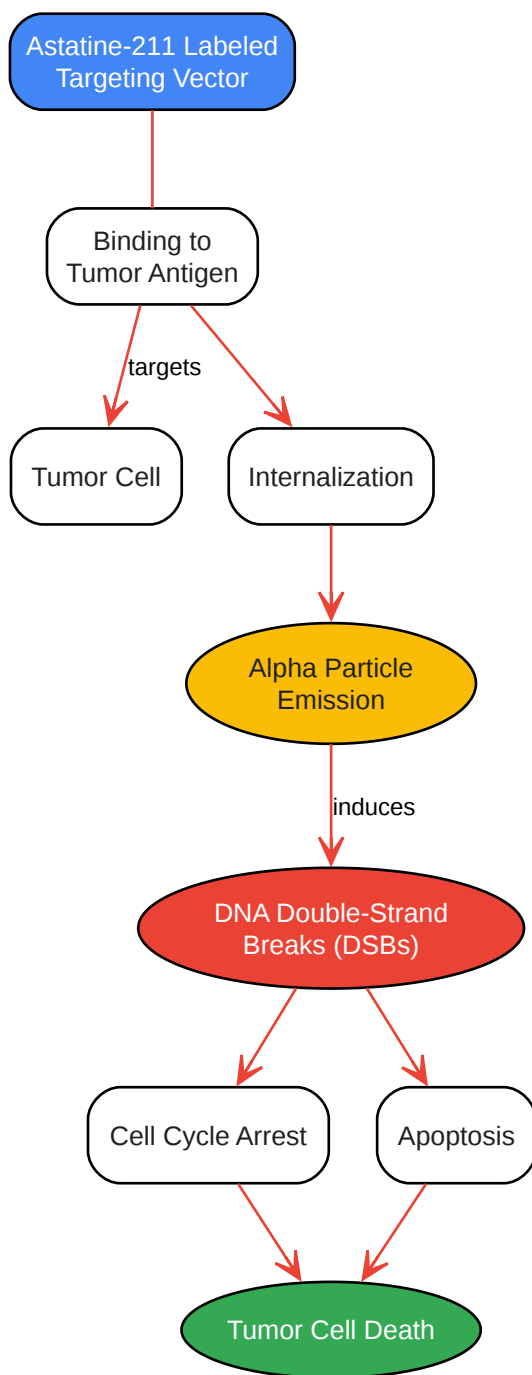 Astatine-211 Labeled
Targeting Vector
Binding to
Tumor Antigen
targets
Tumor Cell
Internalization
Alpha Particle
Emission
induces
DNA Double-Strand
Breaks (DSBs)
Cell Cycle Arrest
Apoptosis
Tumor Cell Death